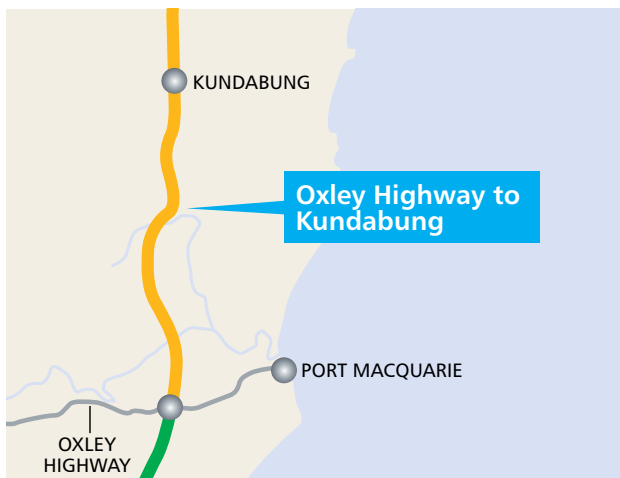 KUNDABUNG
Oxley Highway to
Kundabung
PORT MACQUARIE
OXLEY
HIGHWAY